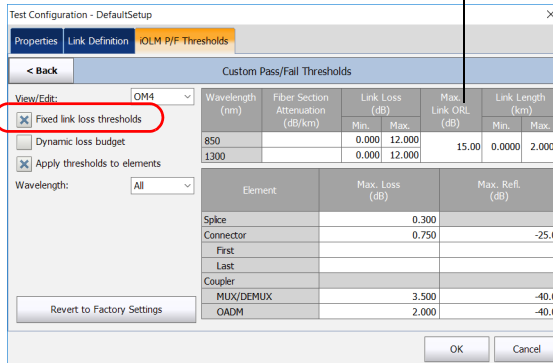 Test Configuration - DefaultSetup
Properties Link Definition iOLM P/F Thresholds
< Back Custom Pass/Fail Thresholds
View/Edit: OM4
Fixed link loss thresholds
Dynamic loss budget
Apply thresholds to elements
Wavelength: All
Revert to Factory Settings
Wavelength (nm) Fiber Section Attenuation (dB/km) Link Loss (dB) Min. Max. Max. Link ORL (dB) Link Length (km) Min. Max.
850 0.000 12.000 15.00 0.0000 2.000
1300 0.000 12.000
Element Max. Loss (dB) Max. Refl. (dB)
Splice 0.300
Connector 0.750 -25.0
First
Last
Coupler
MUX/DEMUX 3.500 -40.0
OADM 2.000 -40.0
OK Cancel